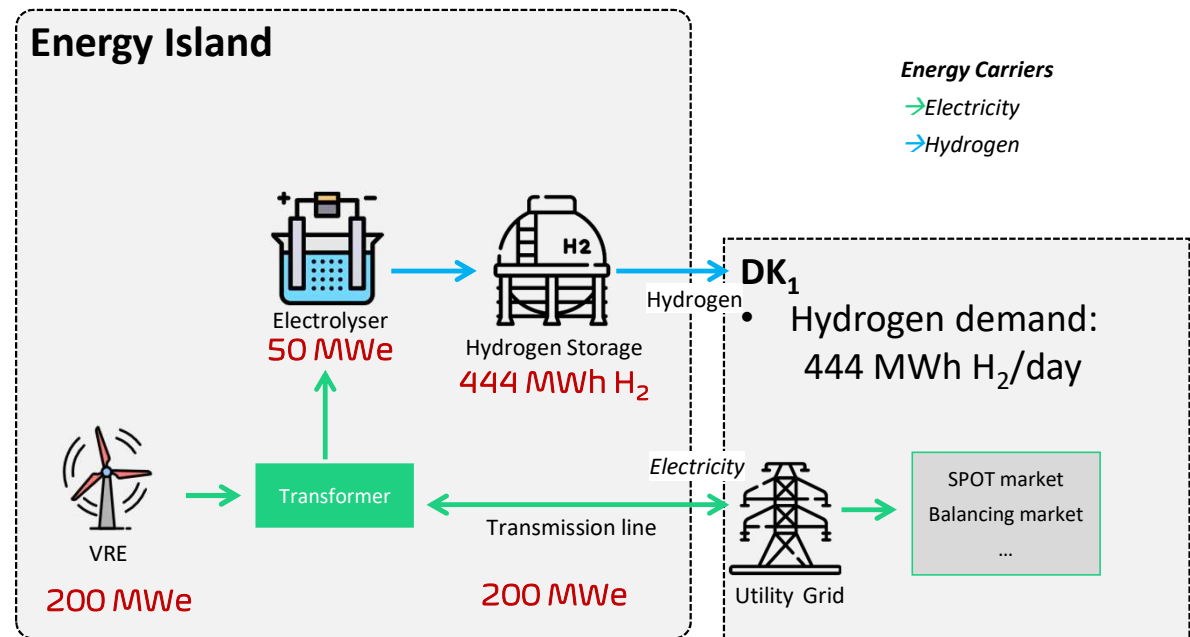 Energy Island
Energy Carriers
→Electricity
→Hydrogen
+ −
H2
Electrolyser
50 MWe
Hydrogen Storage
444 MWh H₂
Hydrogen
DK₁
• Hydrogen demand:
444 MWh H₂/day
VRE
200 MWe
Transformer
Electricity
Transmission line
200 MWe
Utility Grid
SPOT market
Balancing market
...